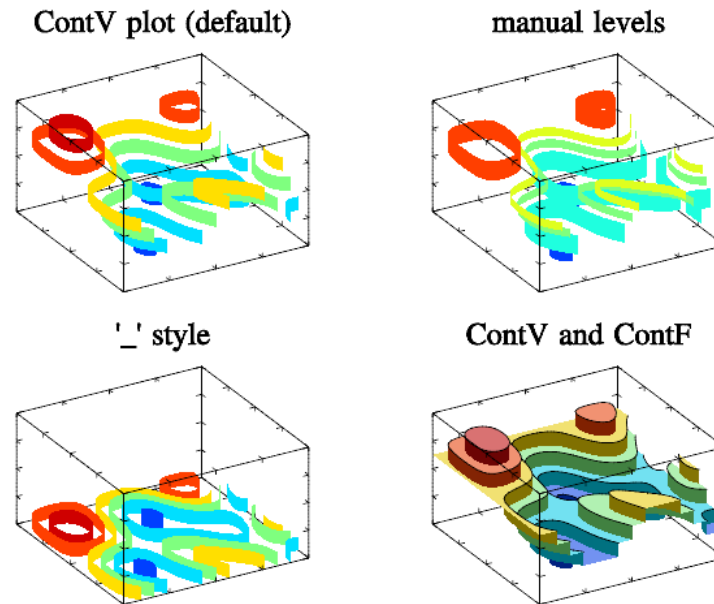 ContV plot (default)
manual levels
'_' style
ContV and ContF